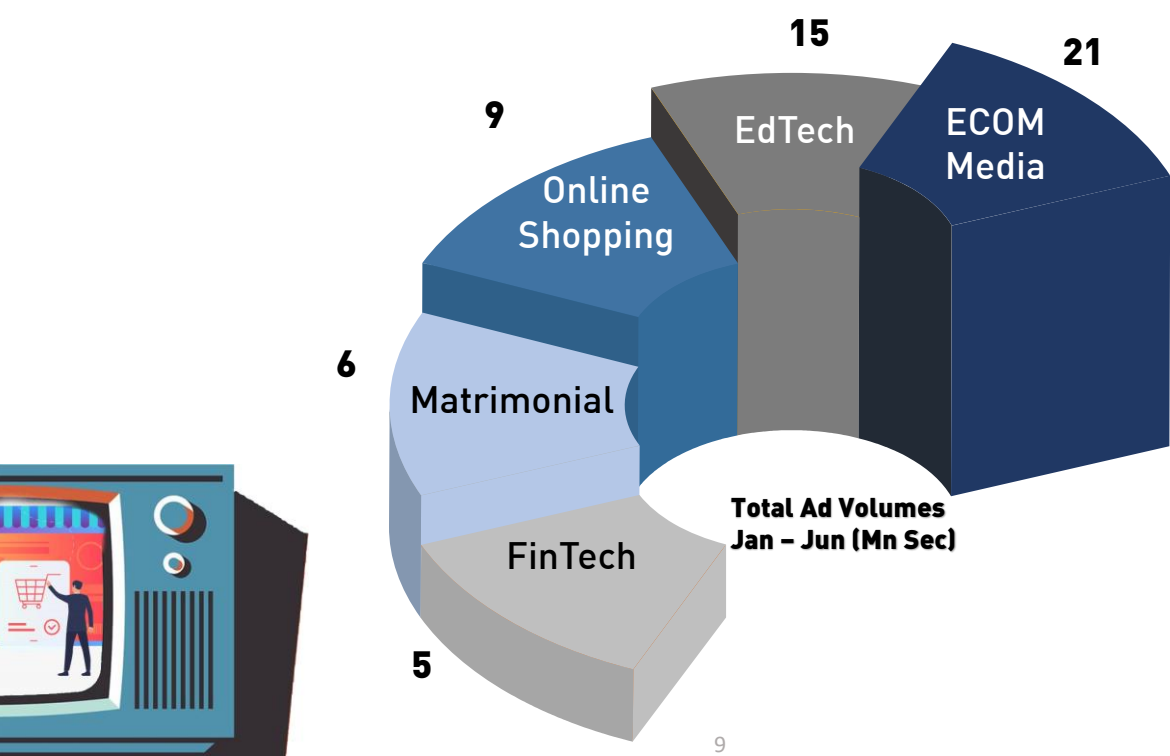 15
21
9
EdTech
ECOM
Media
Online
Shopping
6
Matrimonial
Total Ad Volumes
Jan – Jun (Mn Sec)
FinTech
5
9